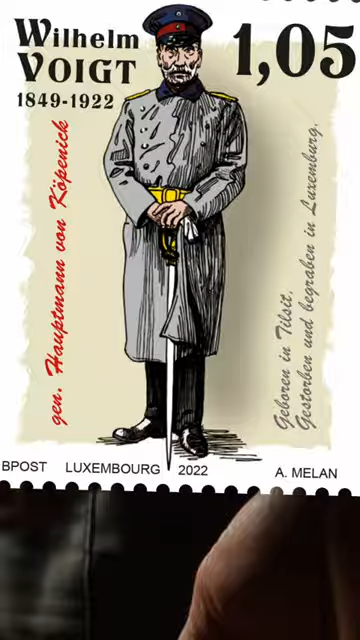 Wilhelm
VOIGT
1849-1922
1,05
gen. Hauptmann von Köpenick
Geboren in Tilsit,
Gestorben und begraben in Luxemburg.
BPOST LUXEMBOURG 2022 A. MELAN